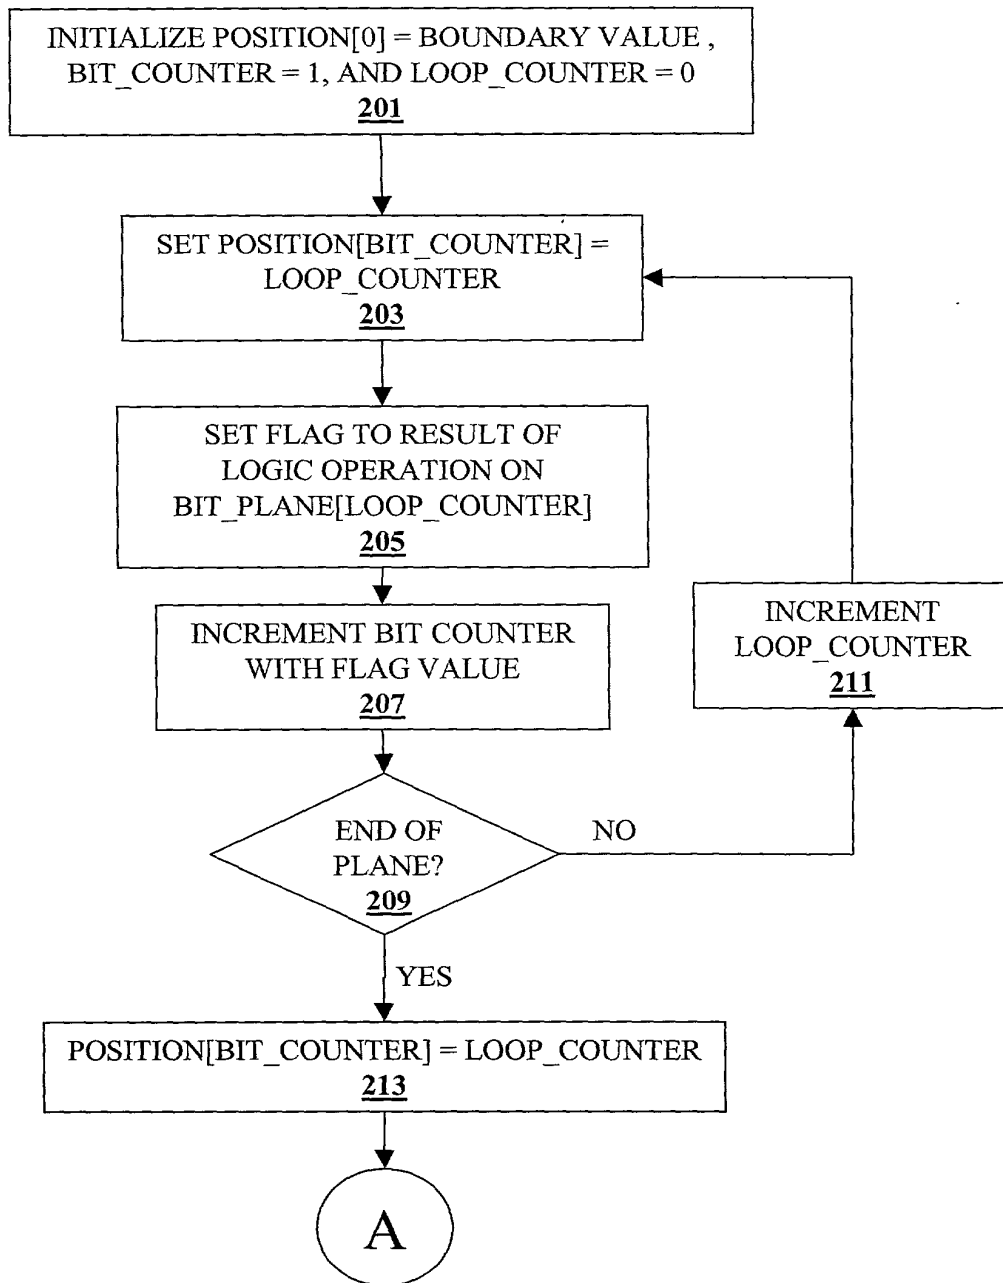 INITIALIZE POSITION[0] = BOUNDARY VALUE ,
BIT_COUNTER = 1, AND LOOP_COUNTER = 0
201
SET POSITION[BIT_COUNTER] =
LOOP_COUNTER
203
SET FLAG TO RESULT OF
LOGIC OPERATION ON
BIT_PLANE[LOOP_COUNTER]
205
INCREMENT BIT COUNTER
WITH FLAG VALUE
207
INCREMENT
LOOP_COUNTER
211
END OF
PLANE?
209
NO
YES
POSITION[BIT_COUNTER] = LOOP_COUNTER
213
A